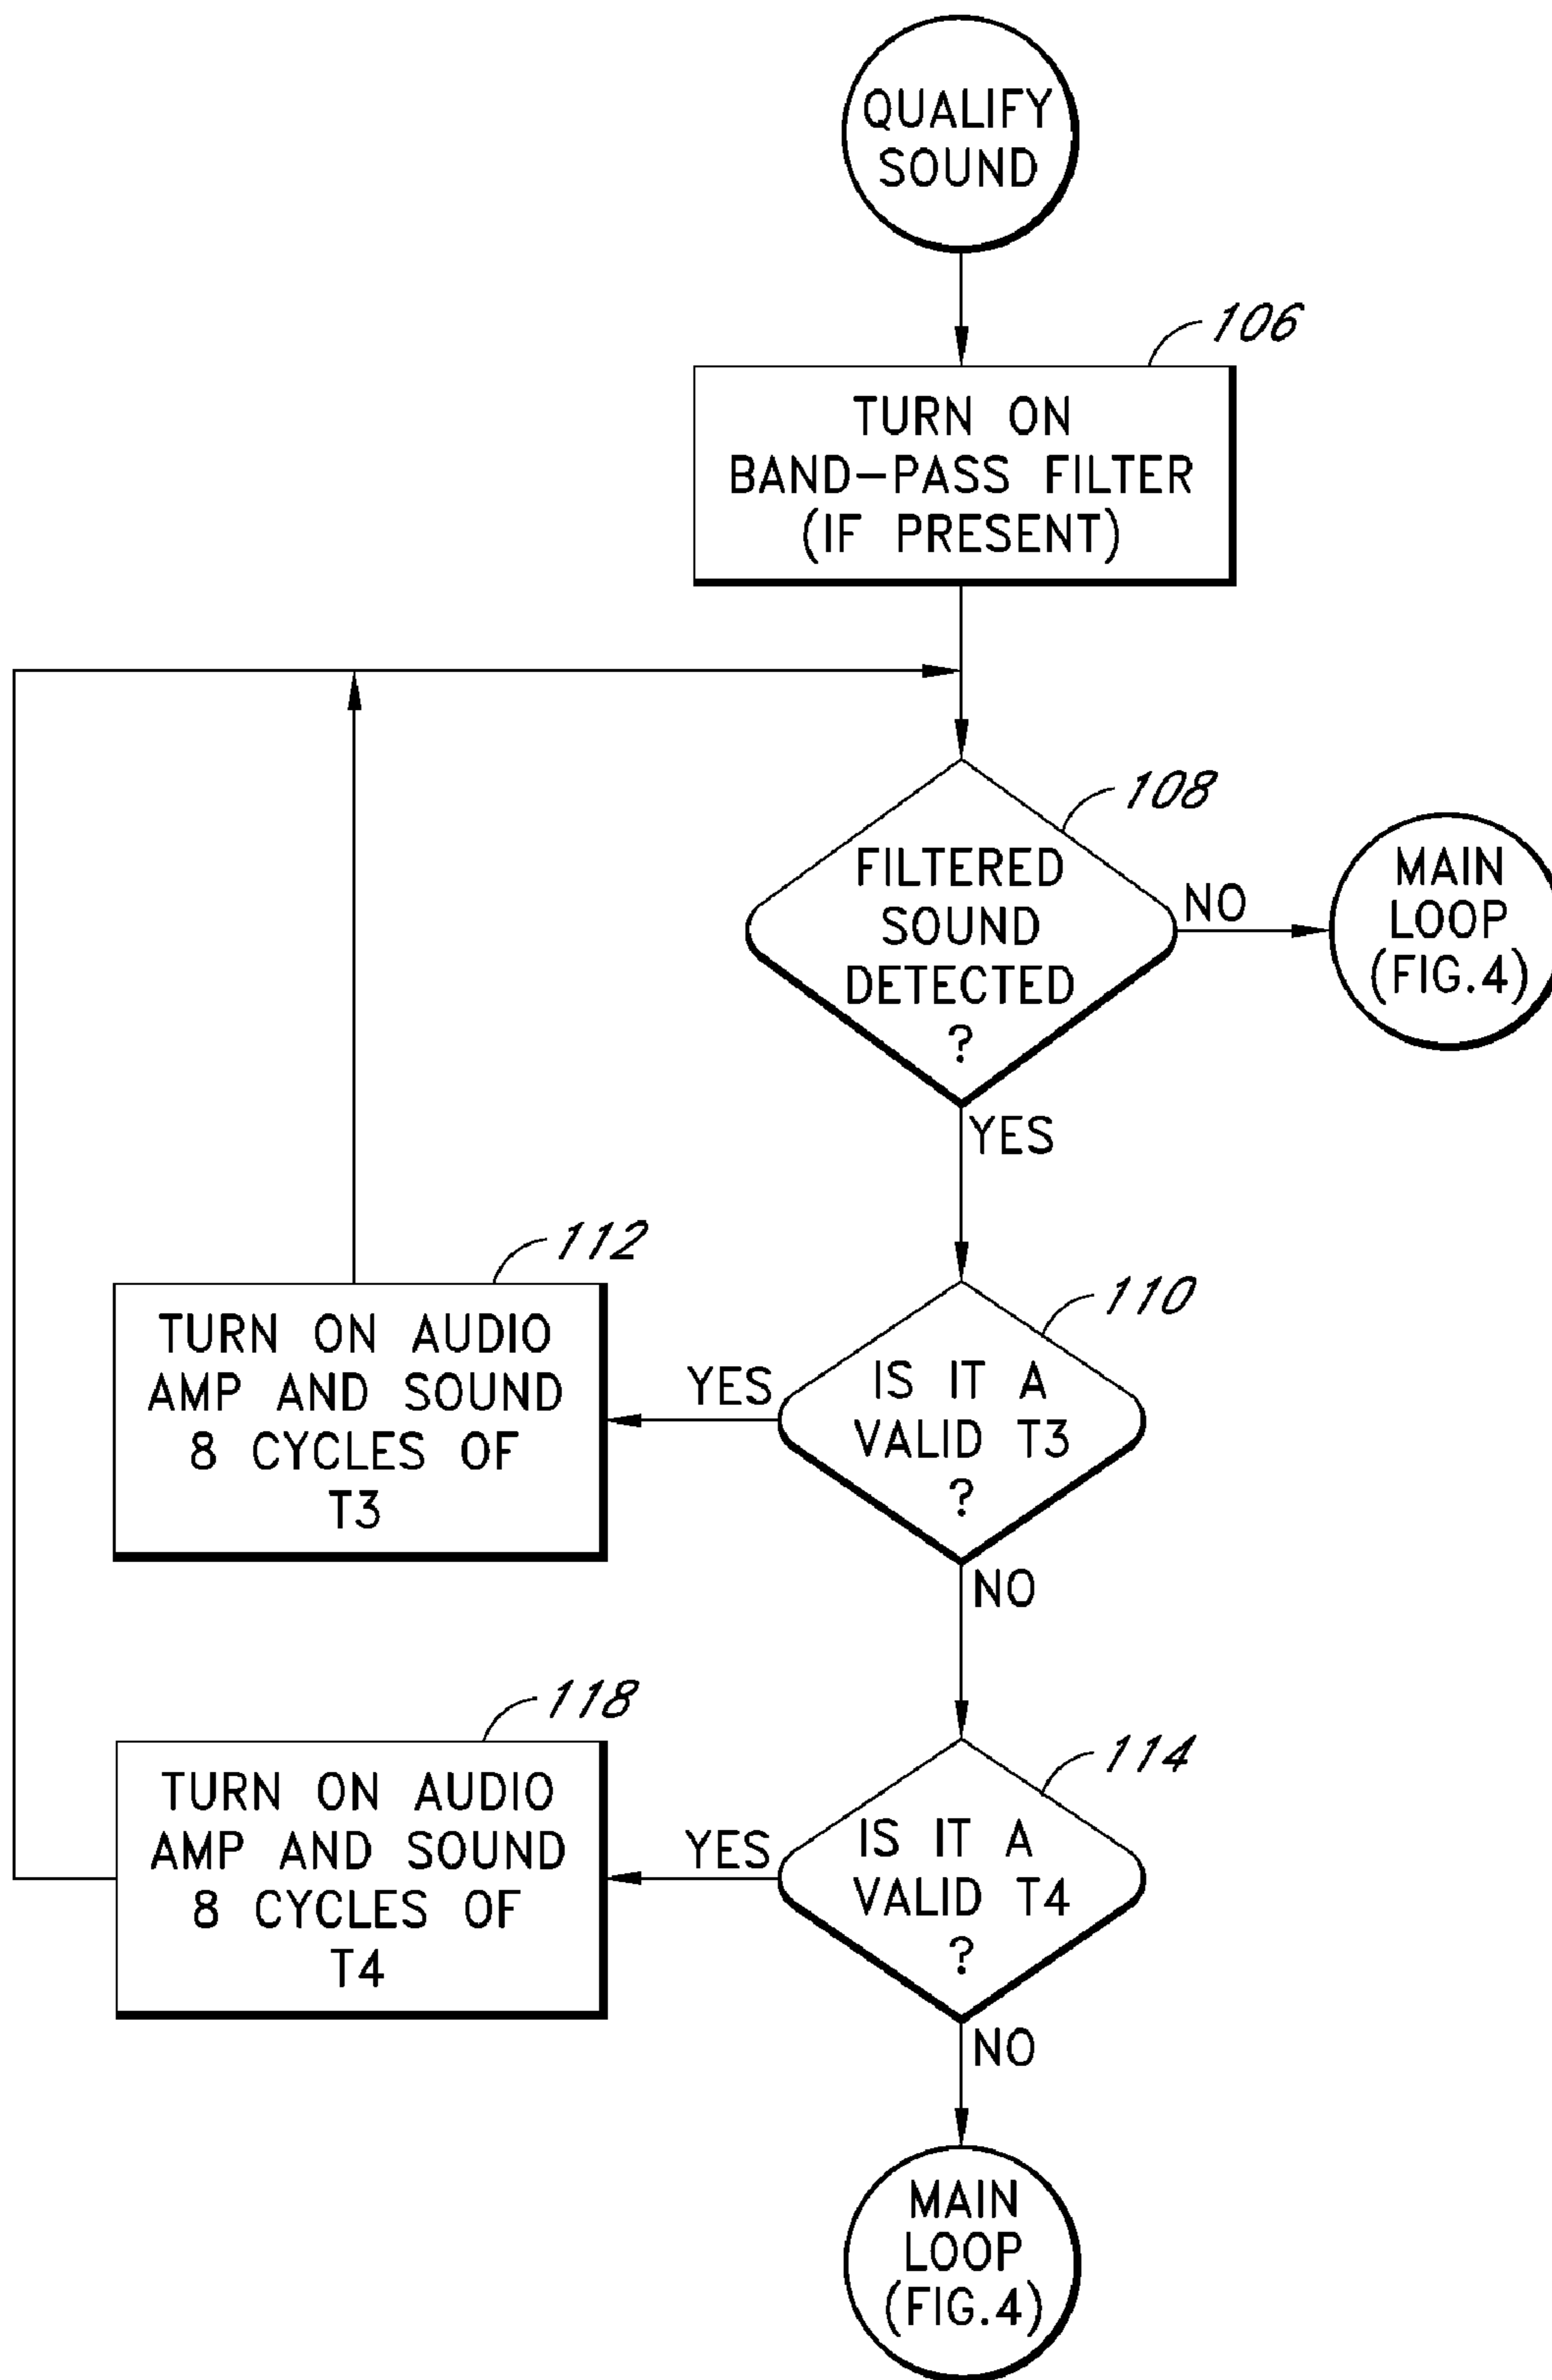 QUALIFY
SOUND
106
TURN ON
BAND-PASS FILTER
(IF PRESENT)
108
FILTERED
SOUND
DETECTED
?
NO
MAIN
LOOP
(FIG.4)
YES
112
TURN ON AUDIO
AMP AND SOUND
8 CYCLES OF
T3
YES
110
IS IT A
VALID T3
?
NO
118
TURN ON AUDIO
AMP AND SOUND
8 CYCLES OF
T4
YES
114
IS IT A
VALID T4
?
NO
MAIN
LOOP
(FIG.4)